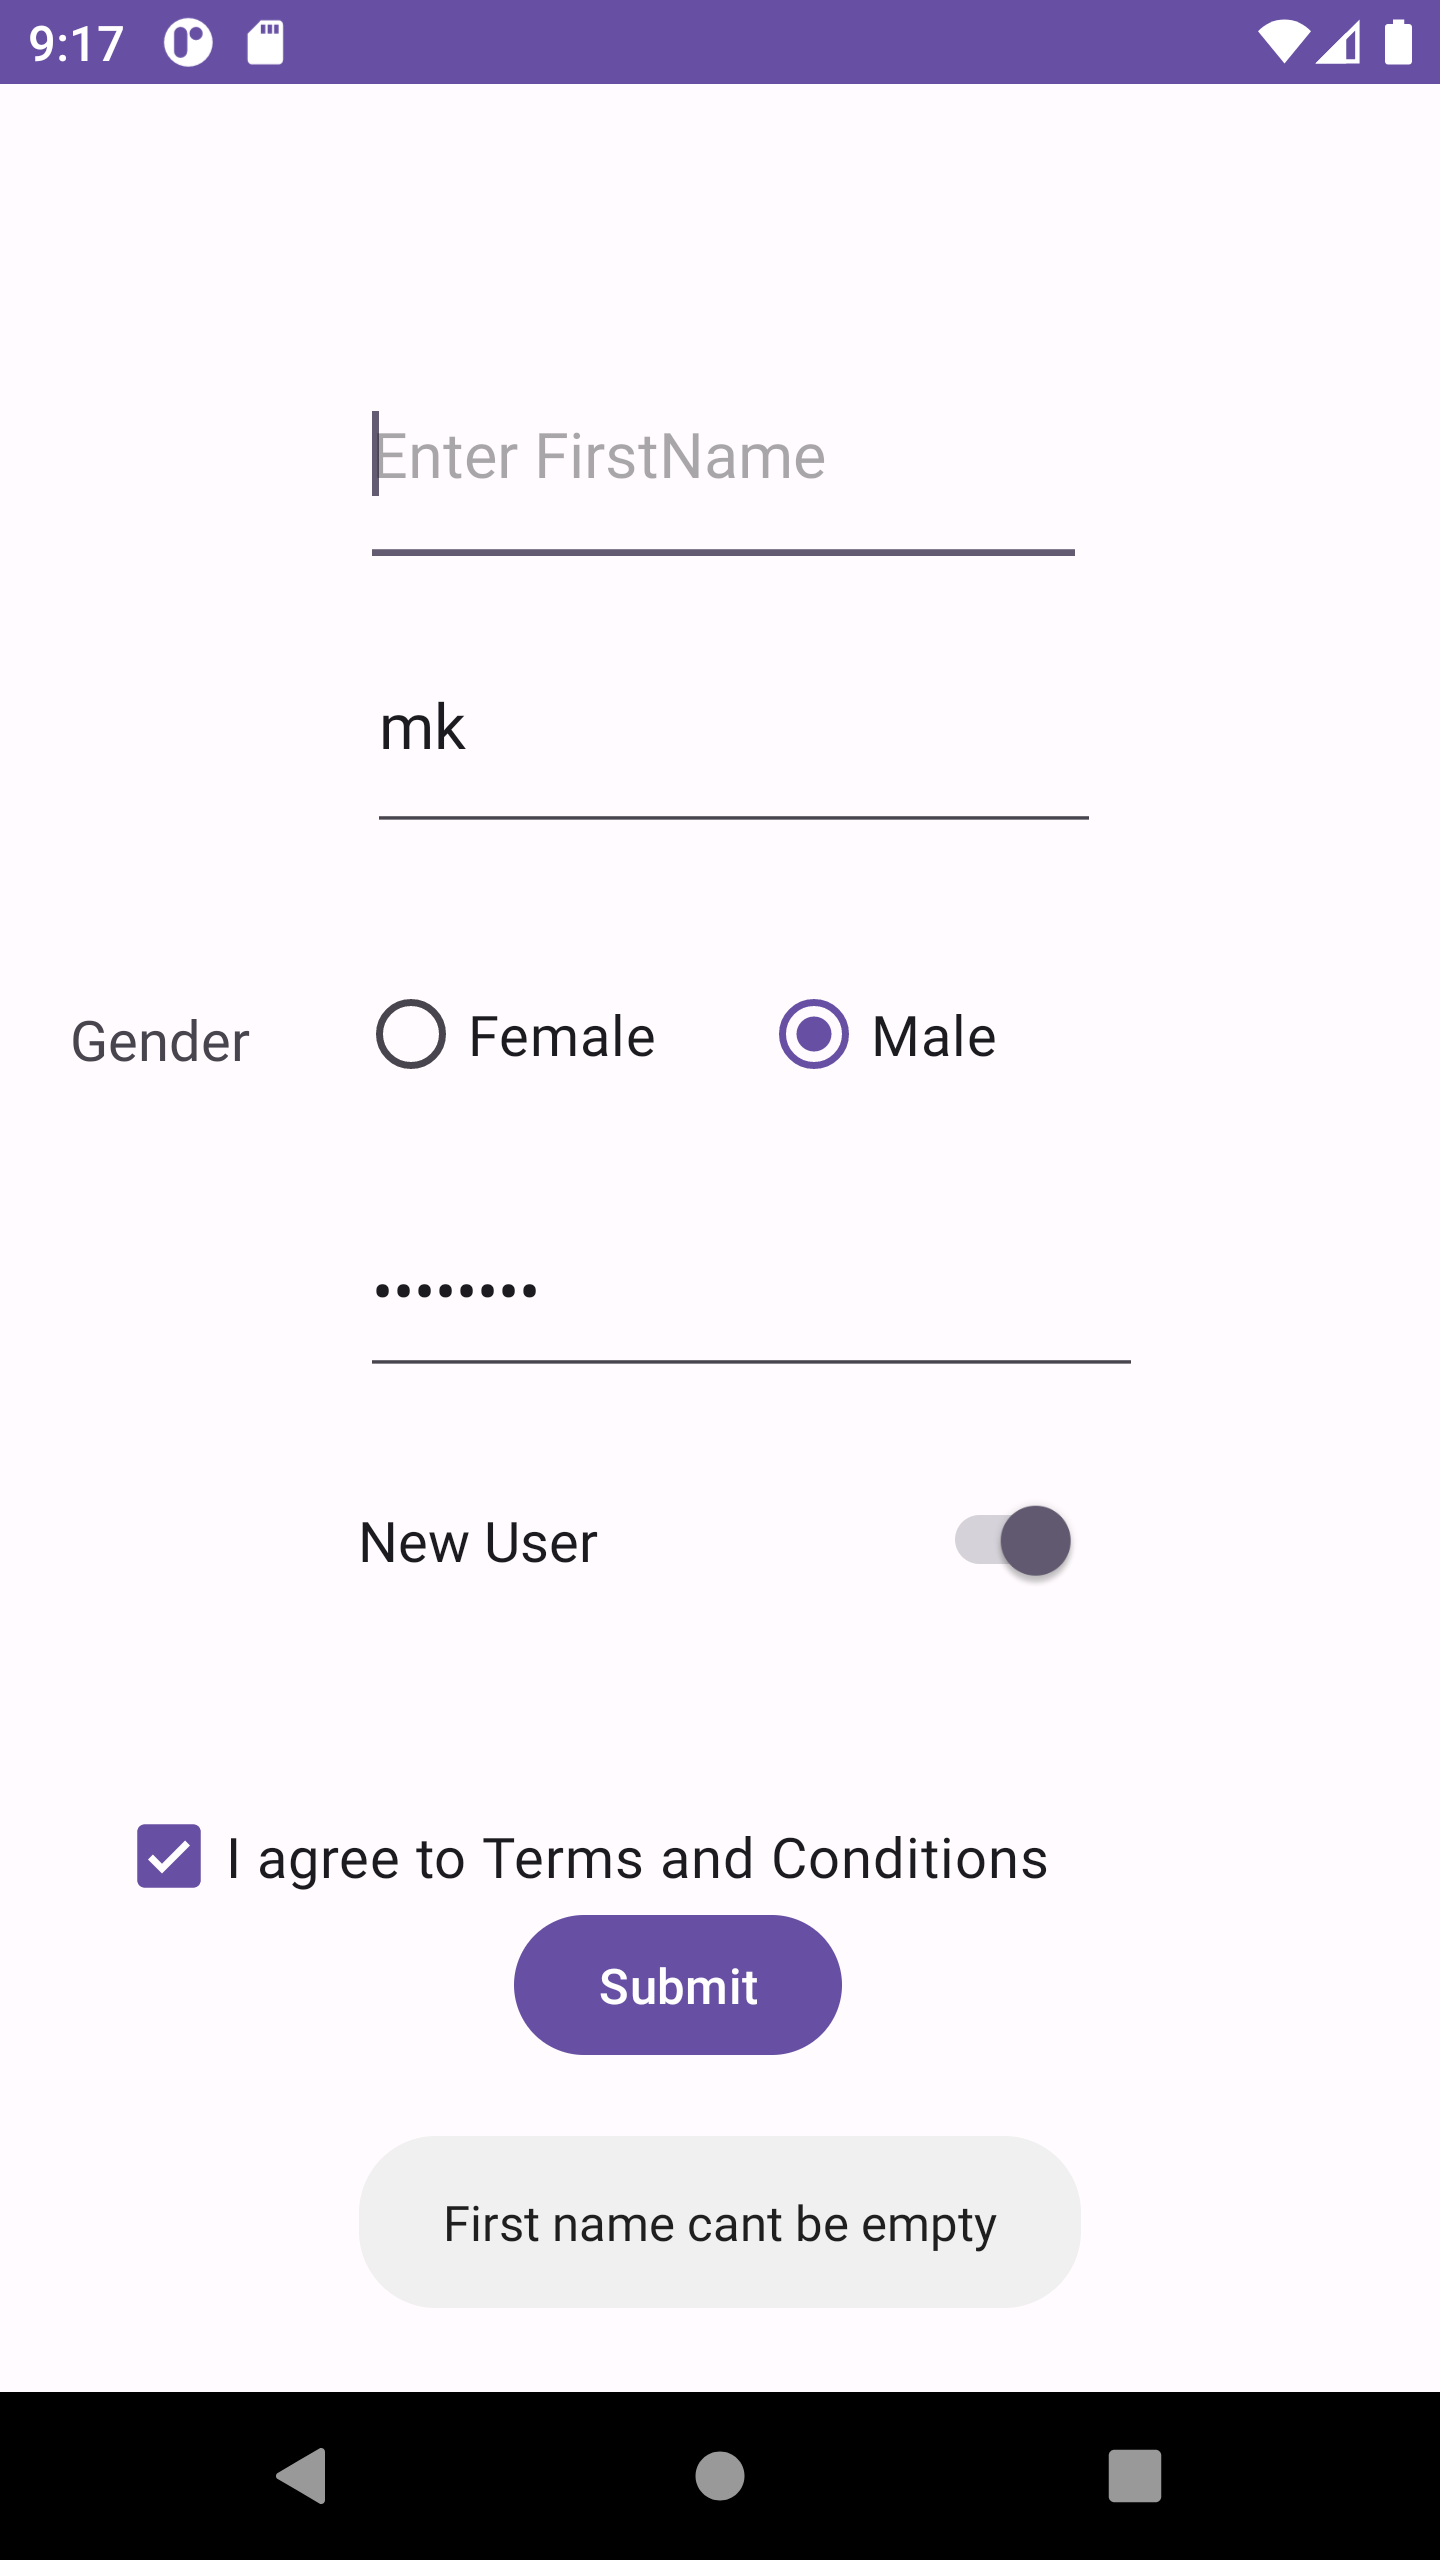 9:17
Enter FirstName
mk
Gender Female Male
••••••••
New User
I agree to Terms and Conditions
Submit
First name cant be empty